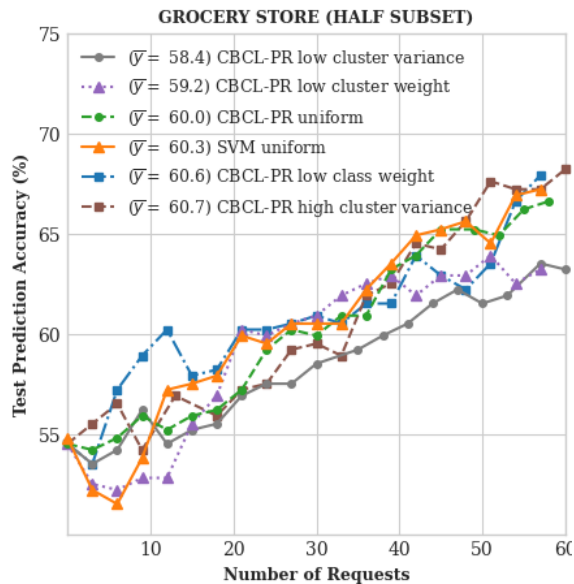 GROCERY STORE (HALF SUBSET)
75
70
65
60
55
Test Prediction Accuracy (%)
(y̅ = 58.4) CBCL-PR low cluster variance
(y̅ = 59.2) CBCL-PR low cluster weight
(y̅ = 60.0) CBCL-PR uniform
(y̅ = 60.3) SVM uniform
(y̅ = 60.6) CBCL-PR low class weight
(y̅ = 60.7) CBCL-PR high cluster variance
10 20 30 40 50 60
Number of Requests